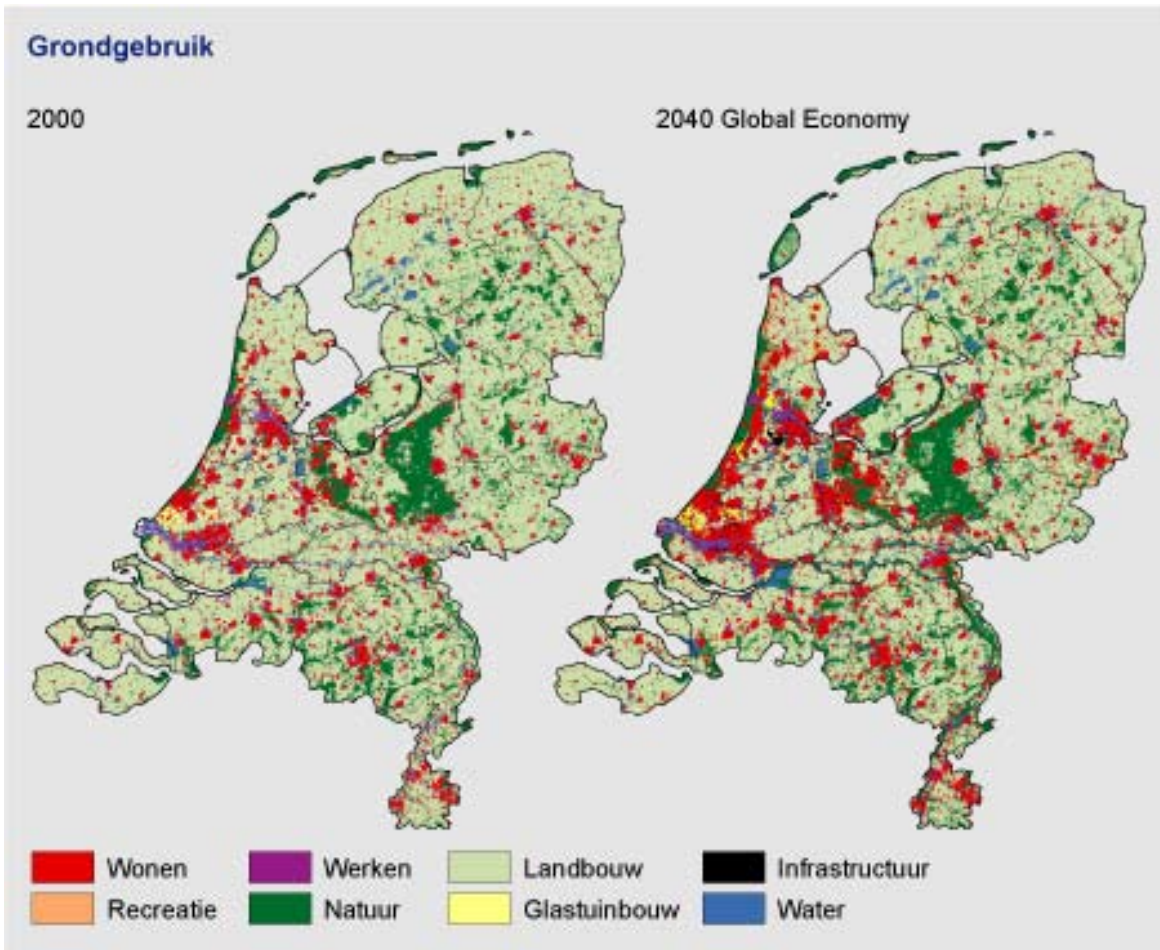 Grondgebruik
2000
2040 Global Economy
Wonen
Werken
Landbouw
Infrastructuur
Recreatie
Natuur
Glastuinbouw
Water